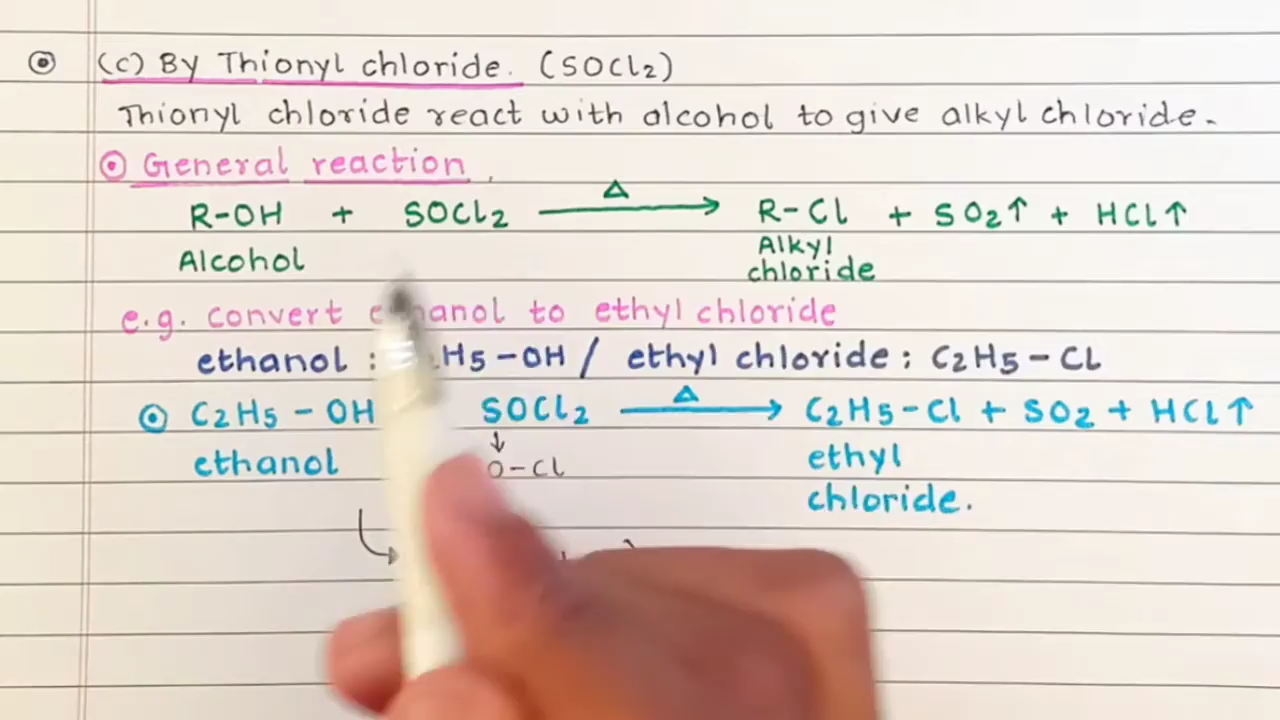 (c) By Thionyl chloride. (SOCl2)
Thionyl chloride react with alcohol to give alkyl chloride.
General reaction
R-OH + SOCl2 Δ→ R-Cl + SO2↑ + HCl↑
Alcohol Alkyl
chloride
e.g. convert to ethyl chloride
ethanol : H5-OH / ethyl chloride : C2H5-Cl
C2H5-OH SOCl2 Δ→ C2H5-Cl + SO2 + HCl↑
ethanol ↓ ethyl
O-Cl
chloride.